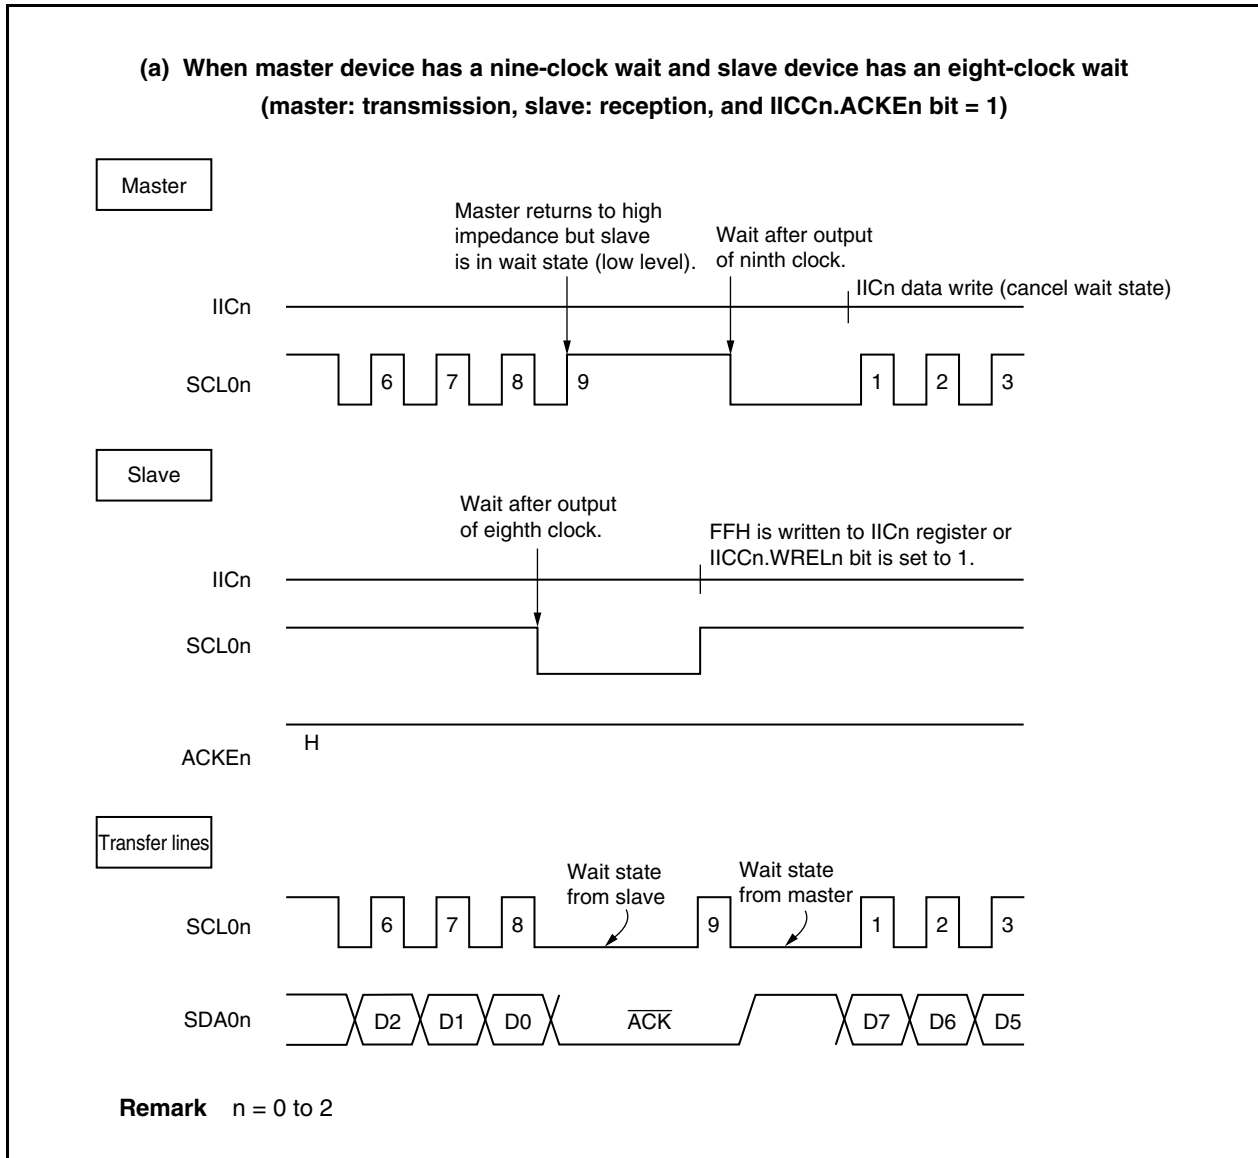 (a) When master device has a nine-clock wait and slave device has an eight-clock wait
(master: transmission, slave: reception, and IICCn.ACKEn bit = 1)
Master
Master returns to high
impedance but slave
is in wait state (low level).
Wait after output
of ninth clock.
IICn data write (cancel wait state)
IICn
SCL0n
6 7 8 9 1 2 3
Slave
Wait after output
of eighth clock.
FFH is written to IICn register or
IICCn.WRELn bit is set to 1.
IICn
SCL0n
H
ACKEn
Transfer lines
Wait state
from slave
Wait state
from master
SCL0n 6 7 8 9 1 2 3
SDA0n D2 D1 D0 ACK D7 D6 D5
Remark n = 0 to 2